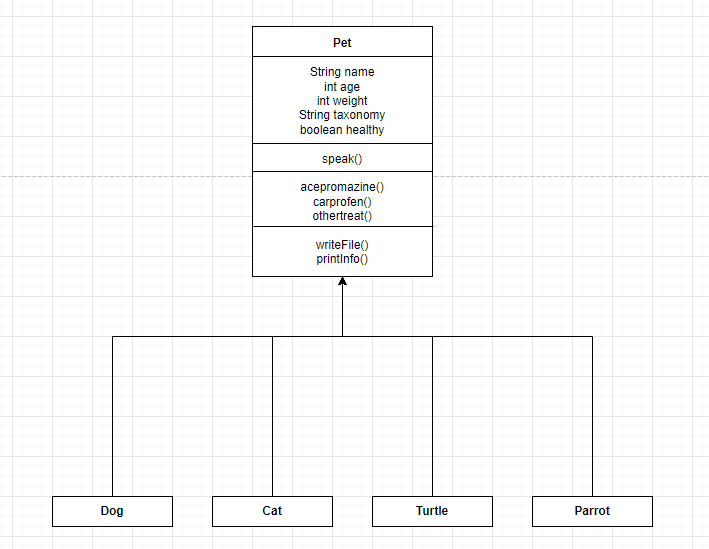 Pet
String name
int age
int weight
String taxonomy
boolean healthy
speak()
acepromazine()
carprofen()
othertreat()
writeFile()
printInfo()
Dog
Cat
Turtle
Parrot